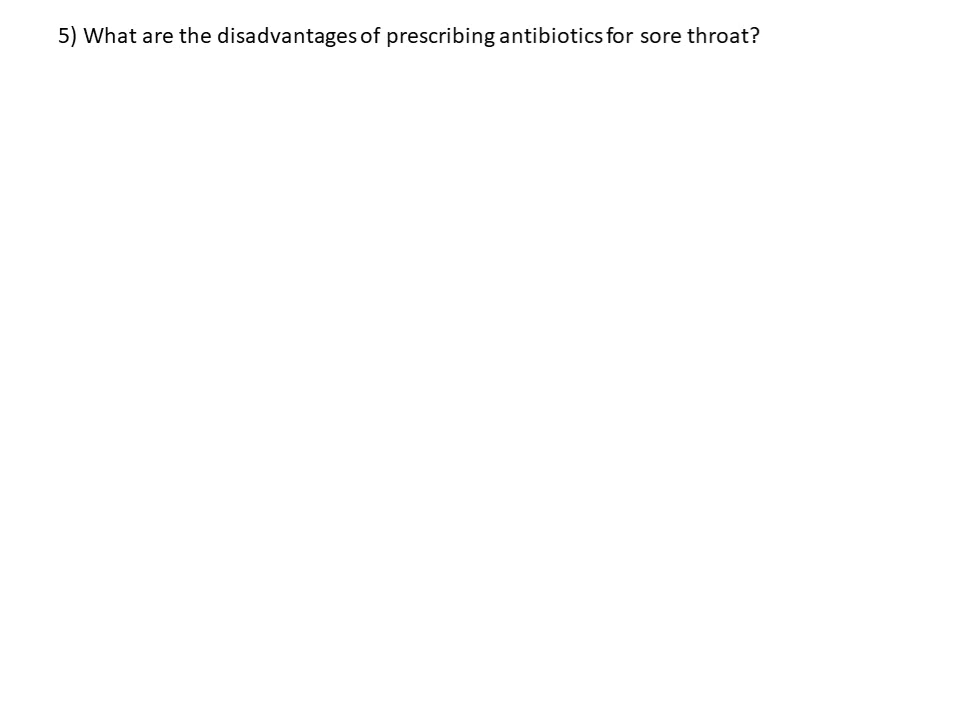 5) What are the disadvantages of prescribing antibiotics for sore throat?